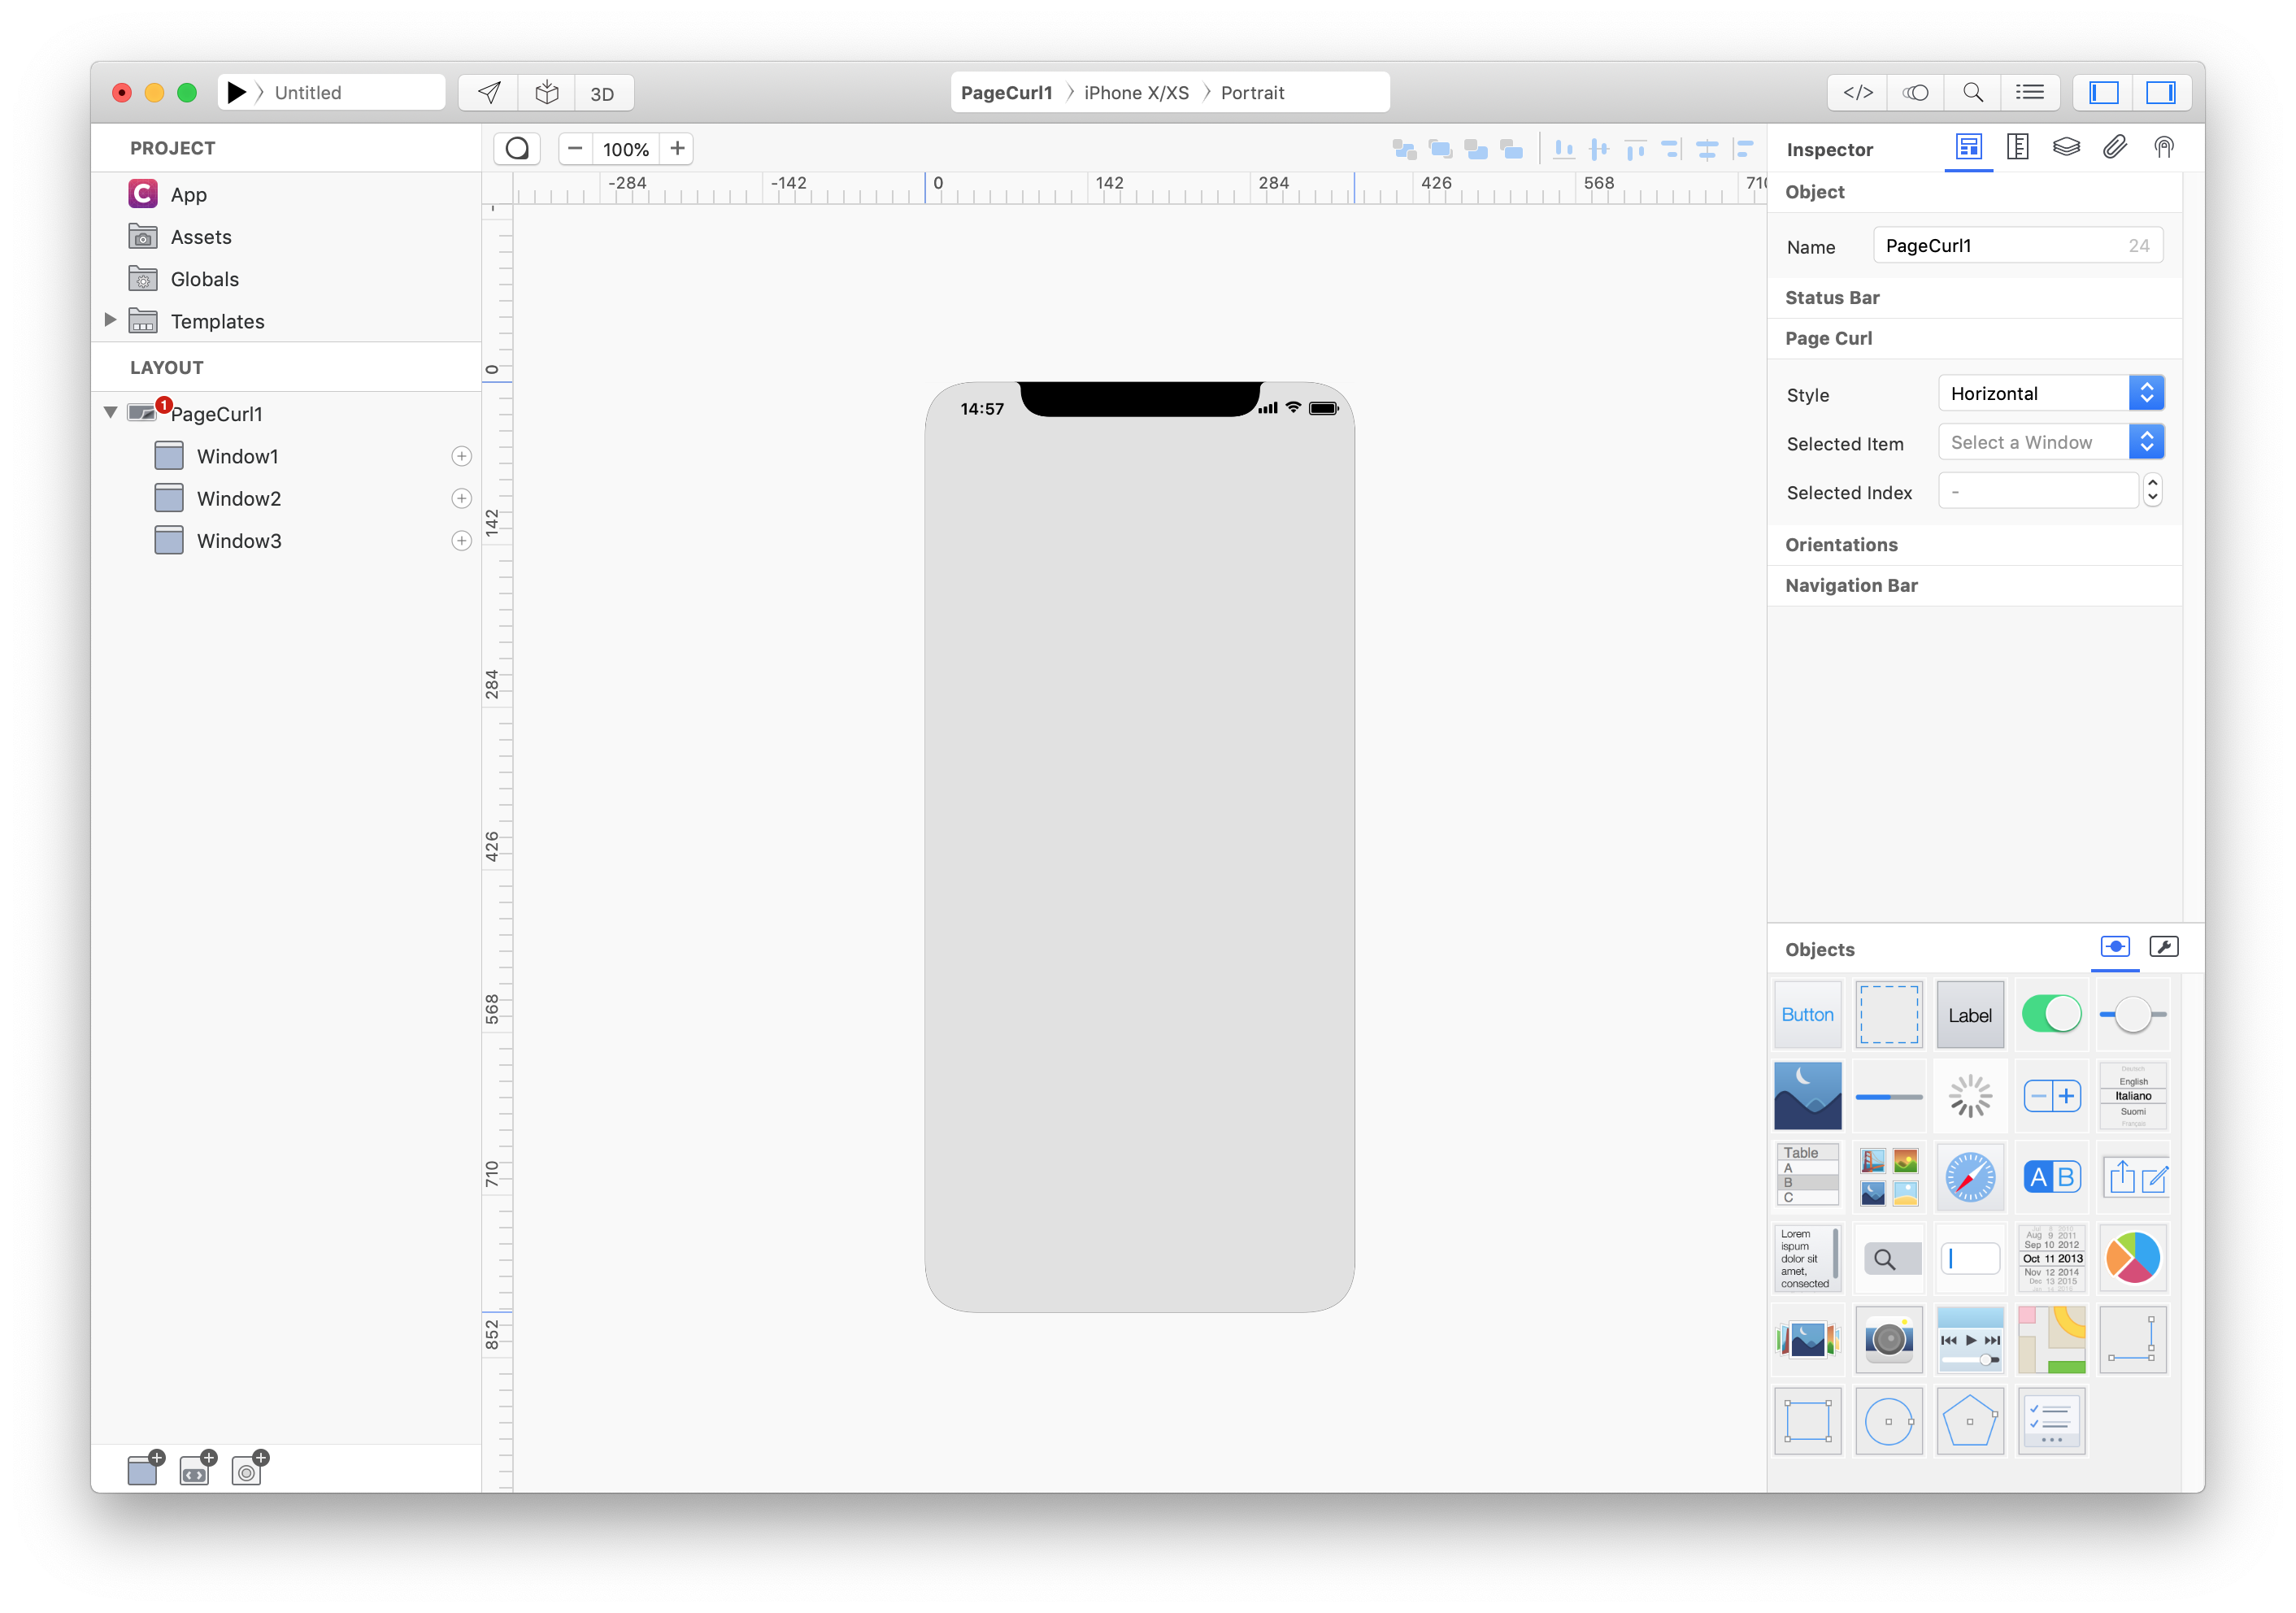 Untitled
3D
PageCurl1
iPhone X/XS
Portrait
</>
PROJECT
App
Assets
Globals
Templates
LAYOUT
1
PageCurl1
Window1
Window2
Window3
100%
-284
-142
0
142
284
426
568
710
0
142
284
426
568
710
852
14:57
Inspector
Object
Name
PageCurl1
24
Status Bar
Page Curl
Style
Horizontal
Selected Item
Select a Window
Selected Index
-
Orientations
Navigation Bar
Objects
Button
Label
Deutsch
English
Italiano
Suomi
Français
Table
A
B
C
A B
Lorem
ispum
dolor sit
amet,
consected
Aug 9 2011
Sep 10 2012
Oct 11 2013
Nov 12 2014
Dec 13 2015